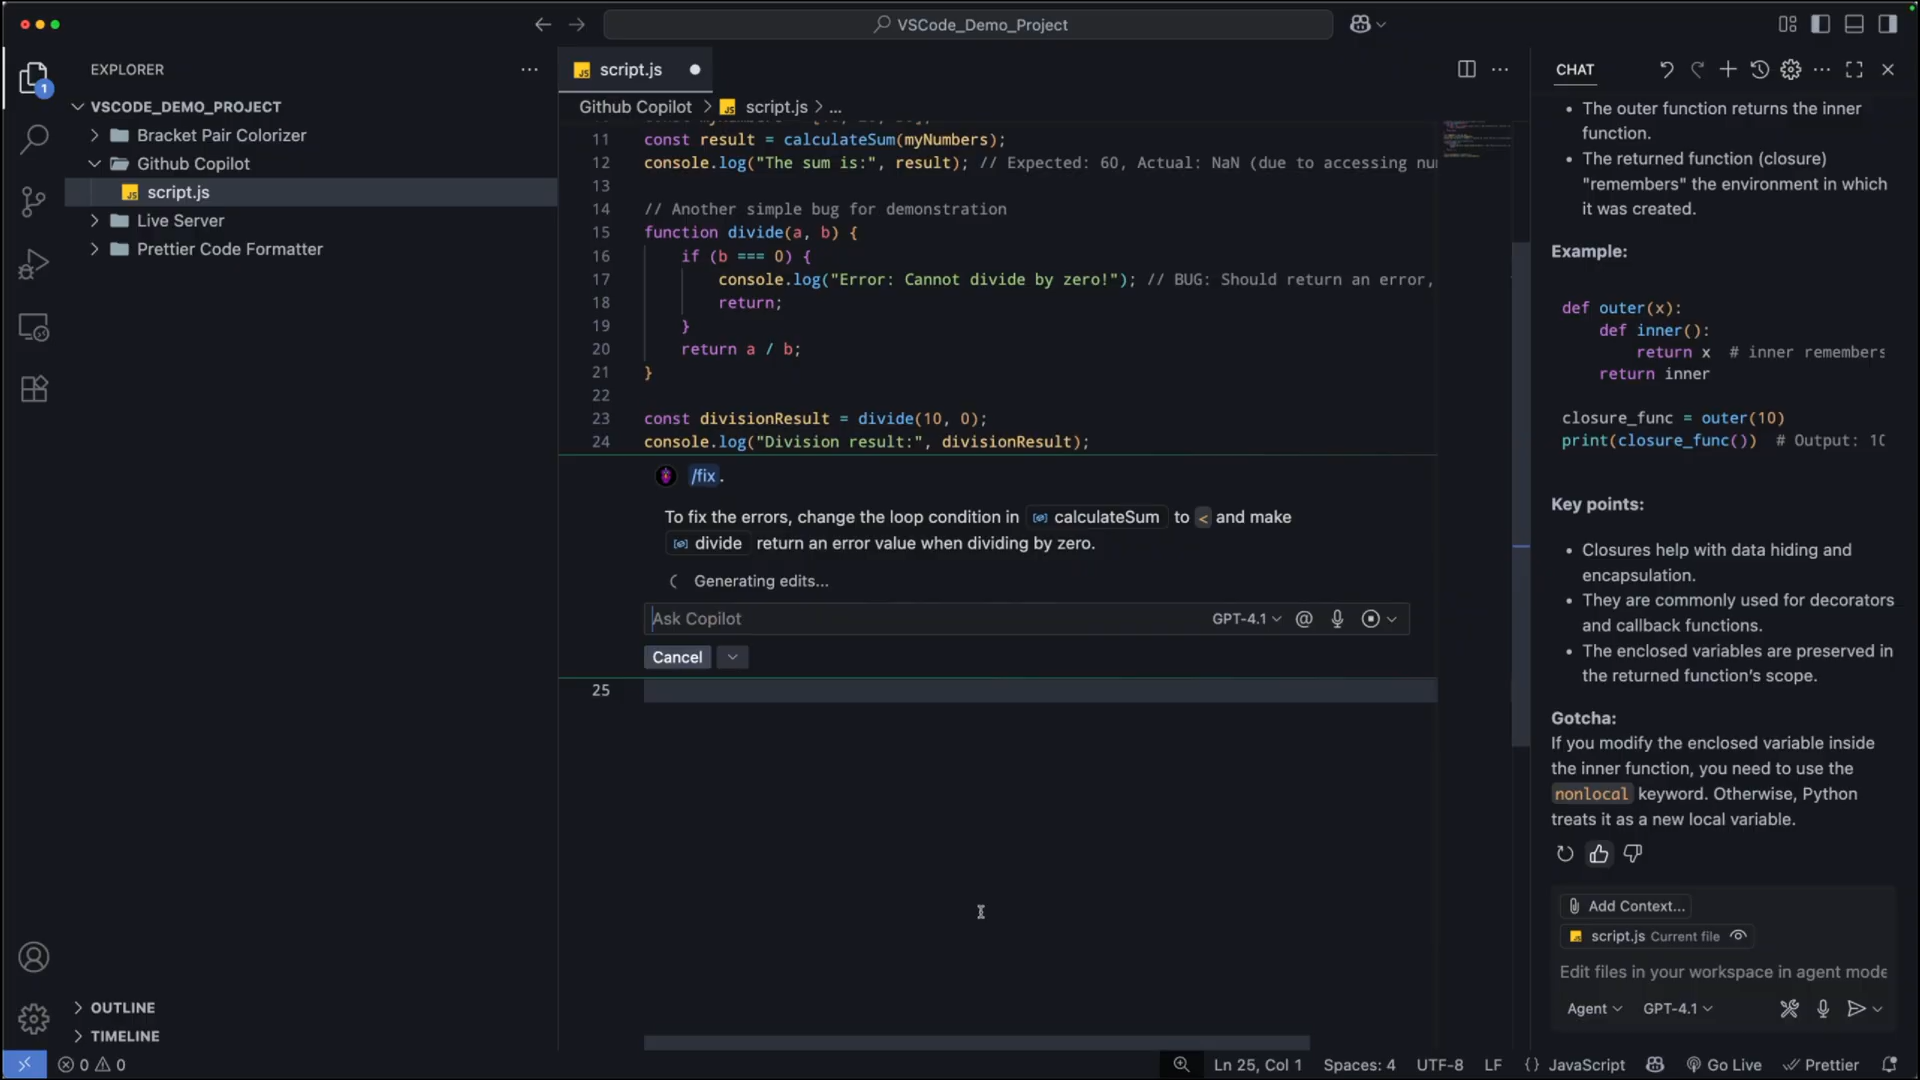 VSCode_Demo_Project
EXPLORER
1
VSCODE_DEMO_PROJECT
Bracket Pair Colorizer
Github Copilot
JS script.js
Live Server
Prettier Code Formatter
OUTLINE
TIMELINE
JS script.js
Github Copilot > JS script.js > ...
11 const result = calculateSum(myNumbers);
12 console.log("The sum is:", result); // Expected: 60, Actual: NaN (due to accessing nu
13
14 // Another simple bug for demonstration
15 function divide(a, b) {
16 if (b === 0) {
17 console.log("Error: Cannot divide by zero!"); // BUG: Should return an error,
18 return;
19 }
20 return a / b;
21 }
22
23 const divisionResult = divide(10, 0);
24 console.log("Division result:", divisionResult);
/fix.
To fix the errors, change the loop condition in calculateSum to < and make
divide return an error value when dividing by zero.
Generating edits...
Ask Copilot GPT-4.1 @
Cancel
25
CHAT
• The outer function returns the inner
function.
• The returned function (closure)
"remembers" the environment in which
it was created.
Example:
def outer(x):
def inner():
return x # inner remembers
return inner
closure_func = outer(10)
print(closure_func()) # Output: 10
Key points:
• Closures help with data hiding and
encapsulation.
• They are commonly used for decorators
and callback functions.
• The enclosed variables are preserved in
the returned function's scope.
Gotcha:
If you modify the enclosed variable inside
the inner function, you need to use the
nonlocal keyword. Otherwise, Python
treats it as a new local variable.
Add Context...
JS script.js Current file
Edit files in your workspace in agent mode
Agent GPT-4.1
0 0
Ln 25, Col 1 Spaces: 4 UTF-8 LF {} JavaScript Go Live Prettier